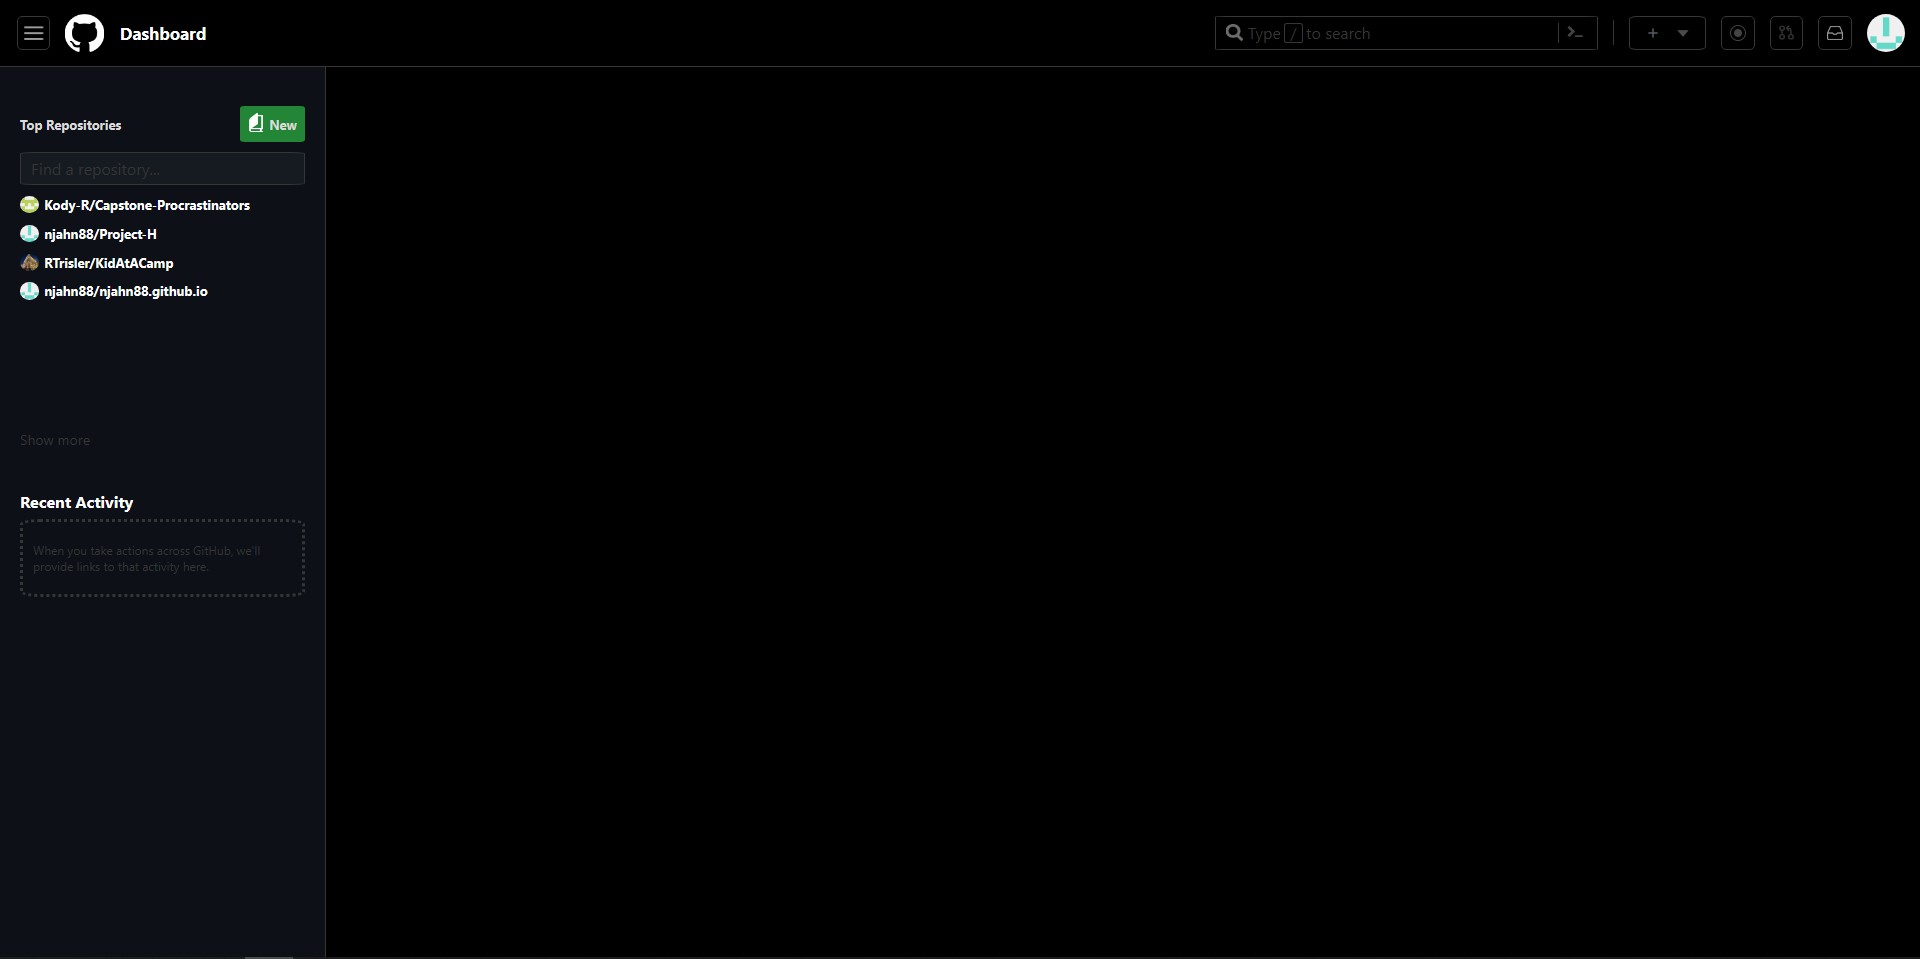 Dashboard
Type / to search
Top Repositories
New
Find a repository...
Kody-R/Capstone-Procrastinators
njahn88/Project-H
RTrisler/KidAtACamp
njahn88/njahn88.github.io
Show more
Recent Activity
When you take actions across GitHub, we'll
provide links to that activity here.